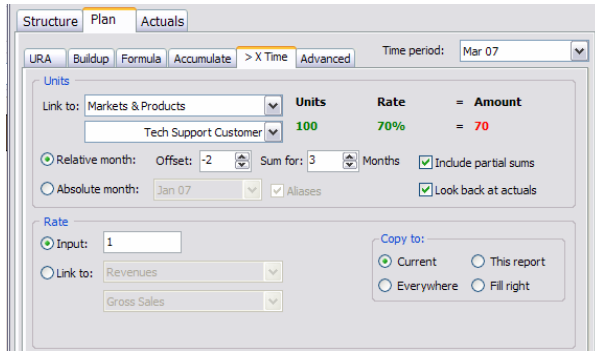 Structure Plan Actuals
URA Buildup Formula Accumulate > X Time Advanced Time period: Mar 07
Units
Link to: Markets & Products Units Rate = Amount
Tech Support Customer 100 70% = 70
Relative month: Offset: -2 Sum for: 3 Months Include partial sums
Absolute month: Jan 07 Aliases Look back at actuals
Rate
Input: 1 Copy to:
Current This report
Link to: Revenues
Everywhere Fill right
Gross Sales